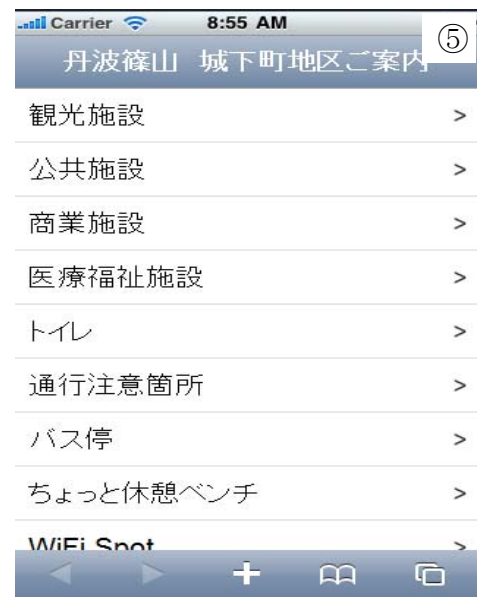 Carrier 8:55 AM
⑤
丹波篠山 城下町地区ご案内
観光施設 >
公共施設 >
商業施設 >
医療福祉施設 >
トイレ >
通行注意箇所 >
バス停 >
ちょっと休憩ベンチ >
WiFi Spot >